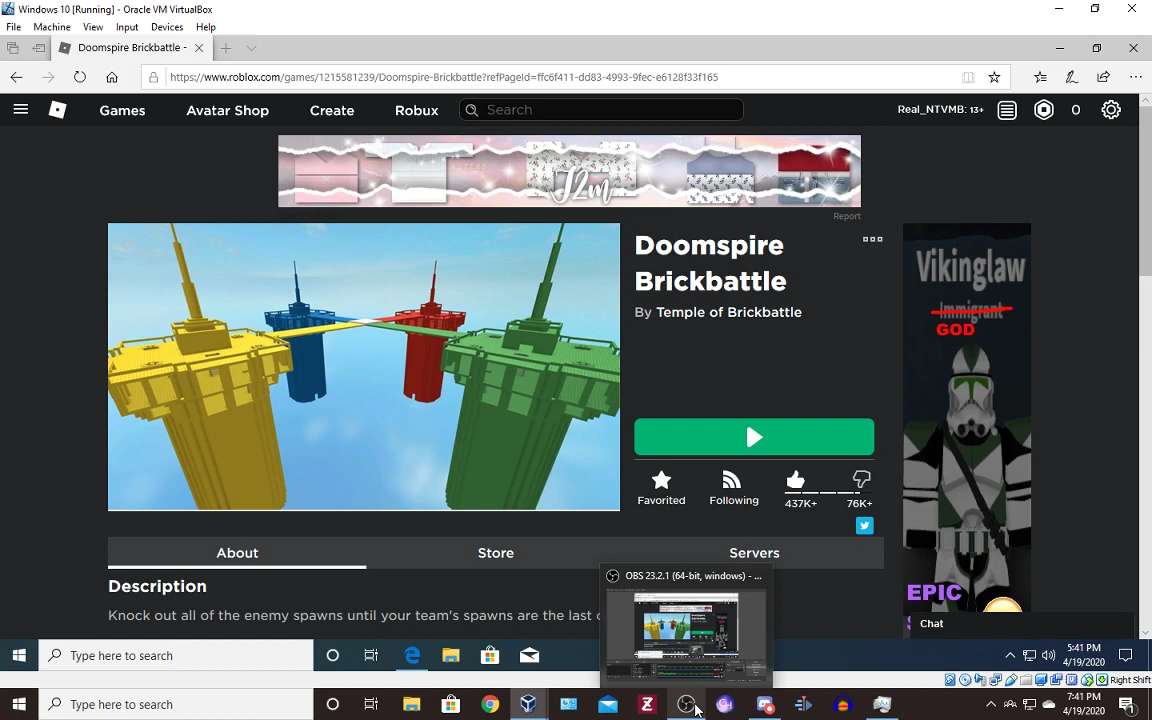 Windows 10 [Running] - Oracle VM VirtualBox
File Machine View Input Devices Help
Doomspire Brickbattle -
https://www.roblox.com/games/1215581239/Doomspire-Brickbattle?refPageId=ffc6f411-dd83-4993-9fec-e6128f33f165
Games Avatar Shop Create Robux Search Real_NTVMB: 13+ 0
J2m
Report
Doomspire
Brickbattle
By Temple of Brickbattle
Vikinglaw
Immigrant
GOD
Favorited Following 437K+ 76K+
About Store Servers
OBS 23.2.1 (64-bit, windows) - ...
Description
EPIC
Knock out all of the enemy spawns until your team's spawns are the last o
Chat
Type here to search
5:41 PM
4/19/2020
Right Shift
Type here to search
7:41 PM
4/19/2020
1